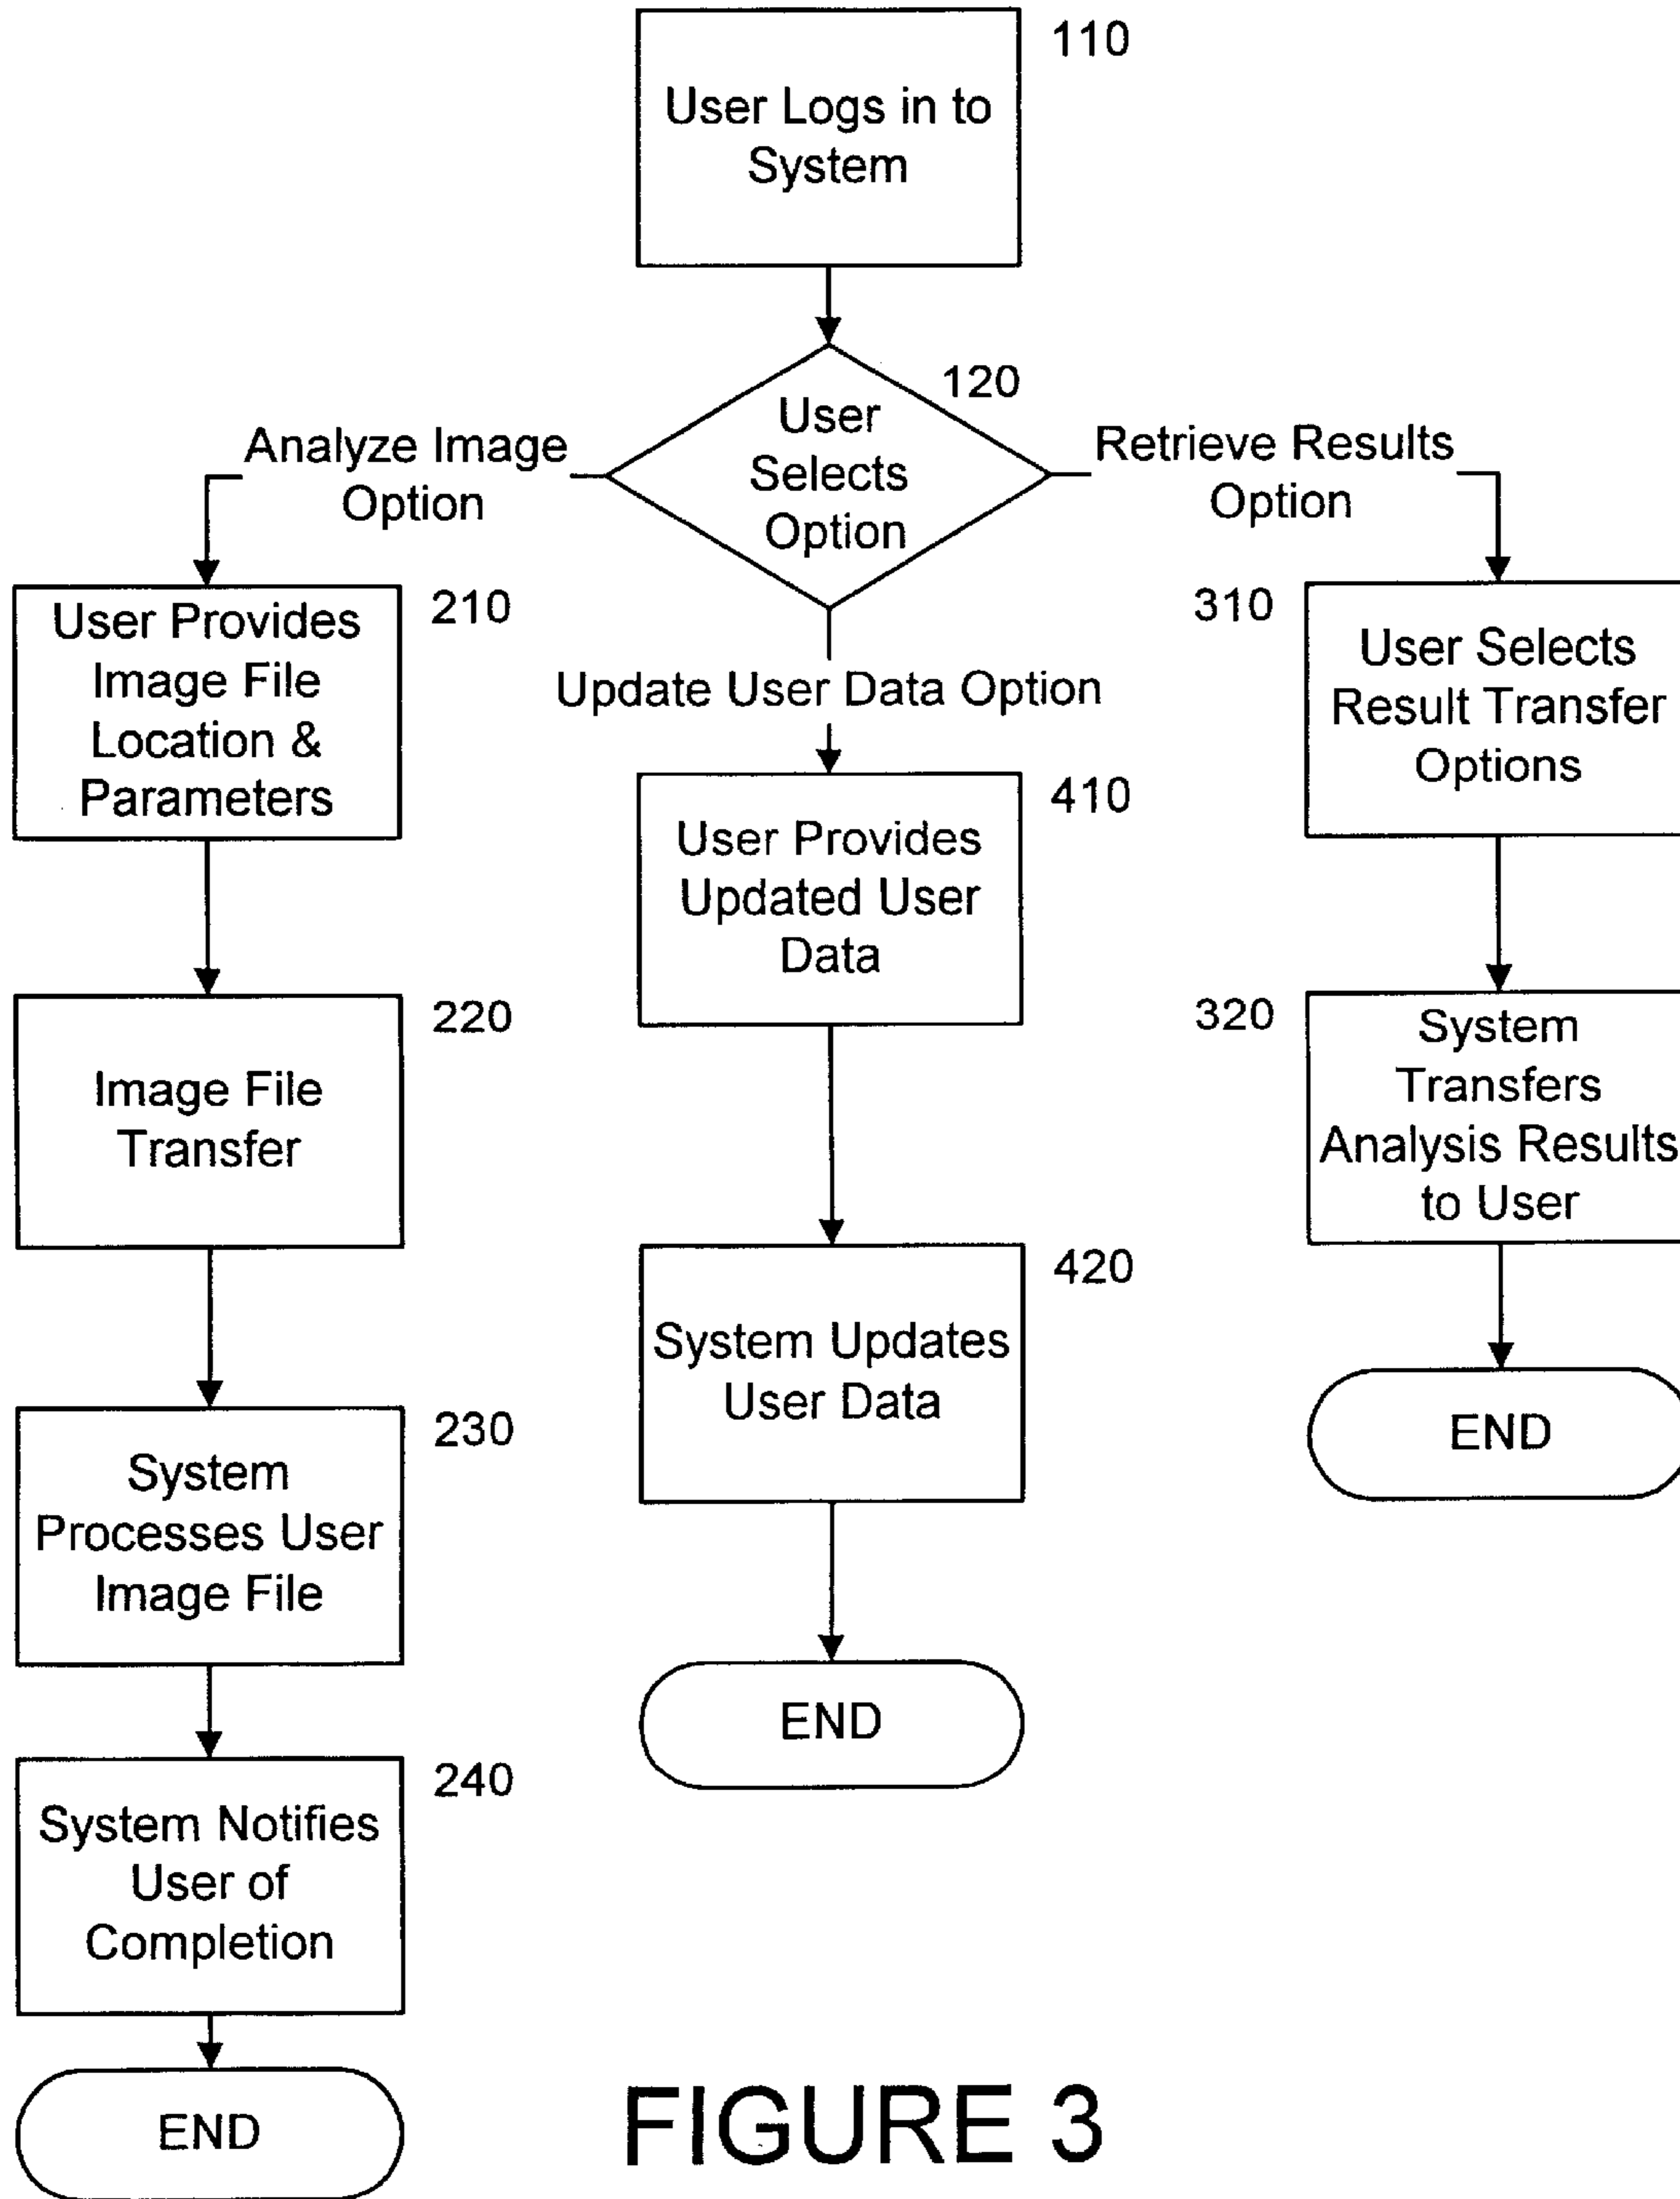 110
User Logs in to
System
120
User
Selects
Option
Analyze Image
Option
Retrieve Results
Option
Update User Data Option
210
User Provides
Image File
Location &
Parameters
220
Image File
Transfer
230
System
Processes User
Image File
240
System Notifies
User of
Completion
END
410
User Provides
Updated User
Data
420
System Updates
User Data
END
310
User Selects
Result Transfer
Options
320
System
Transfers
Analysis Results
to User
END
FIGURE 3